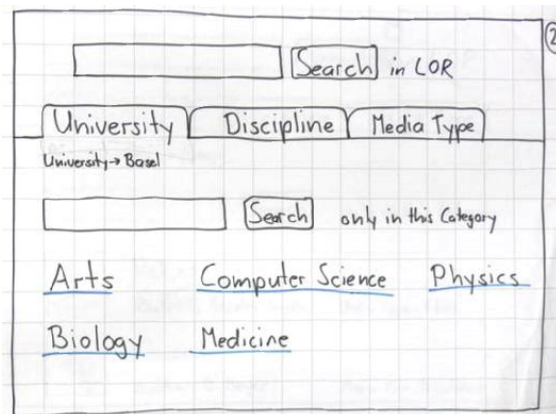 2
Search in LOR
University Discipline Media Type
University → Basel
Search only in this Category
Arts Computer Science Physics
Biology Medicine